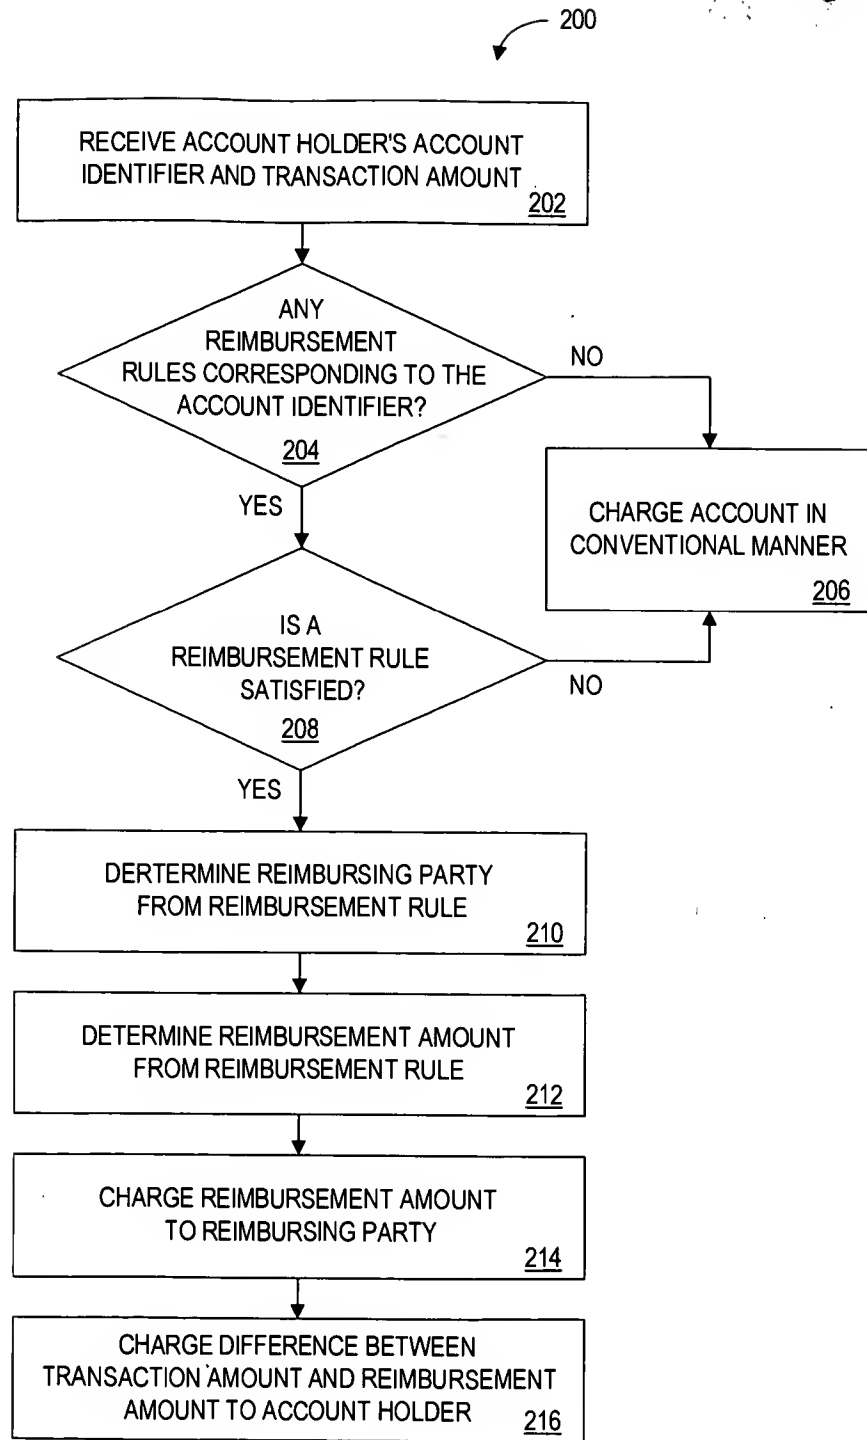 200
RECEIVE ACCOUNT HOLDER'S ACCOUNT
IDENTIFIER AND TRANSACTION AMOUNT
202
ANY
REIMBURSEMENT
RULES CORRESPONDING TO THE
ACCOUNT IDENTIFIER?
204
NO
YES
CHARGE ACCOUNT IN
CONVENTIONAL MANNER
206
IS A
REIMBURSEMENT RULE
SATISFIED?
208
NO
YES
DERTERMINE REIMBURSING PARTY
FROM REIMBURSEMENT RULE
210
DETERMINE REIMBURSEMENT AMOUNT
FROM REIMBURSEMENT RULE
212
CHARGE REIMBURSEMENT AMOUNT
TO REIMBURSING PARTY
214
CHARGE DIFFERENCE BETWEEN
TRANSACTION AMOUNT AND REIMBURSEMENT
AMOUNT TO ACCOUNT HOLDER
216